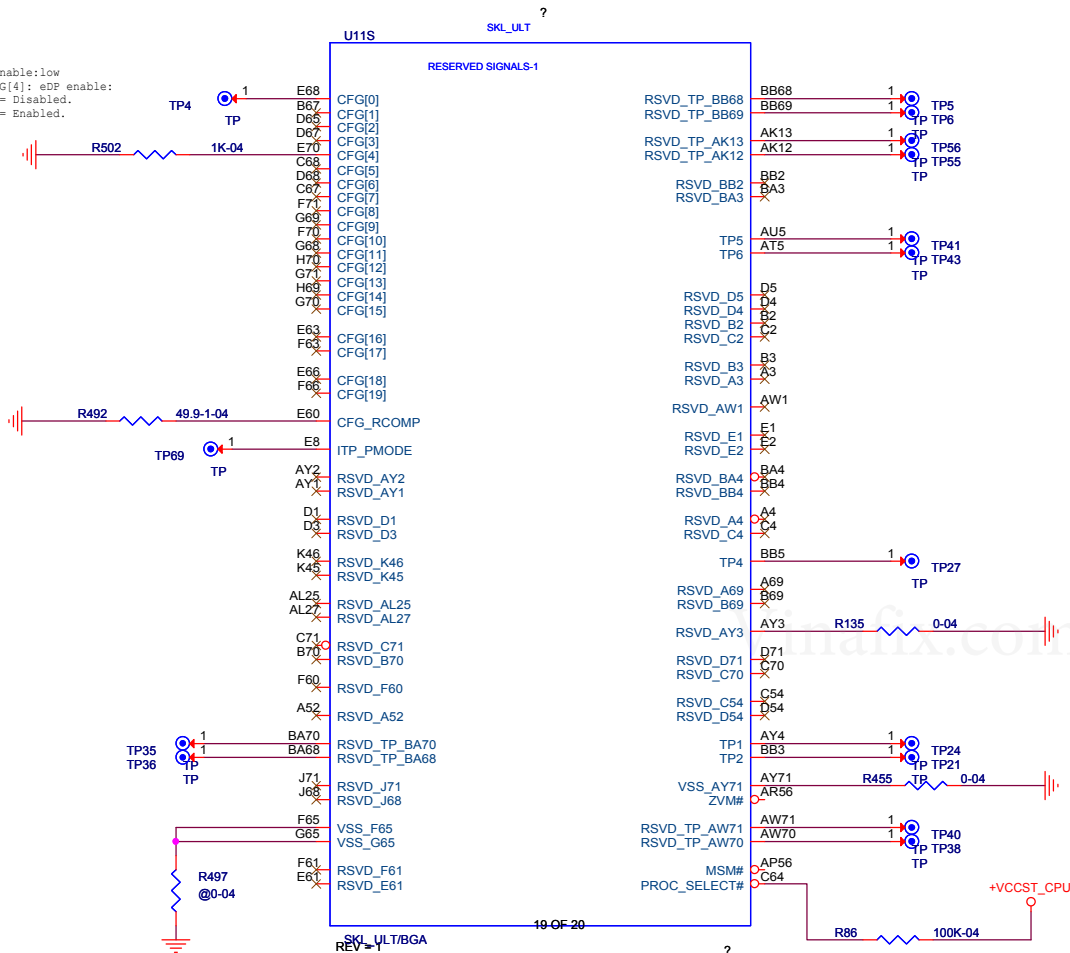 ?
SKL_ULT
U11S
RESERVED SIGNALS-1
nable:low
G[4]: eDP enable:
= Disabled.
= Enabled.
TP4
1
TP
E68
CFG[0]
B67
CFG[1]
D65
CFG[2]
D67
CFG[3]
R502
1K-04
E70
CFG[4]
C68
CFG[5]
D68
CFG[6]
C67
CFG[7]
F71
CFG[8]
G69
CFG[9]
F70
CFG[10]
G68
CFG[11]
H70
CFG[12]
G71
CFG[13]
H69
CFG[14]
G70
CFG[15]
E63
CFG[16]
F63
CFG[17]
E66
CFG[18]
F66
CFG[19]
R492
49.9-1-04
E60
CFG_RCOMP
TP69
1
TP
E8
ITP_PMODE
AY2
RSVD_AY2
AY1
RSVD_AY1
D1
RSVD_D1
D3
RSVD_D3
K46
RSVD_K46
K45
RSVD_K45
AL25
RSVD_AL25
AL27
RSVD_AL27
C71
RSVD_C71
B70
RSVD_B70
F60
RSVD_F60
A52
RSVD_A52
TP35
1
TP
BA70
RSVD_TP_BA70
TP36
1
TP
BA68
RSVD_TP_BA68
J71
RSVD_J71
J68
RSVD_J68
F65
VSS_F65
G65
VSS_G65
R497
@0-04
F61
RSVD_F61
E61
RSVD_E61
RSVD_TP_BB68
BB68
1
TP5
TP
RSVD_TP_BB69
BB69
1
TP6
TP
RSVD_TP_AK13
AK13
1
TP56
TP
RSVD_TP_AK12
AK12
1
TP55
TP
RSVD_BB2
BB2
RSVD_BA3
BA3
TP5
AU5
1
TP41
TP
TP6
AT5
1
TP43
TP
RSVD_D5
D5
RSVD_D4
D4
RSVD_B2
B2
RSVD_C2
C2
RSVD_B3
B3
RSVD_A3
A3
RSVD_AW1
AW1
RSVD_E1
E1
RSVD_E2
E2
RSVD_BA4
BA4
RSVD_BB4
BB4
RSVD_A4
A4
RSVD_C4
C4
TP4
BB5
1
TP27
TP
RSVD_A69
A69
RSVD_B69
B69
RSVD_AY3
AY3
R135
0-04
Vinafix.com
RSVD_D71
D71
RSVD_C70
C70
RSVD_C54
C54
RSVD_D54
D54
TP1
AY4
1
TP24
TP
TP2
BB3
1
TP21
TP
VSS_AY71
AY71
R455
0-04
ZVM#
AR56
RSVD_TP_AW71
AW71
1
TP40
TP
RSVD_TP_AW70
AW70
1
TP38
TP
MSM#
AP56
PROC_SELECT#
C64
+VCCST_CPU
R86
100K-04
19 OF 20
SKL_ULT/BGA
REV = 1
?